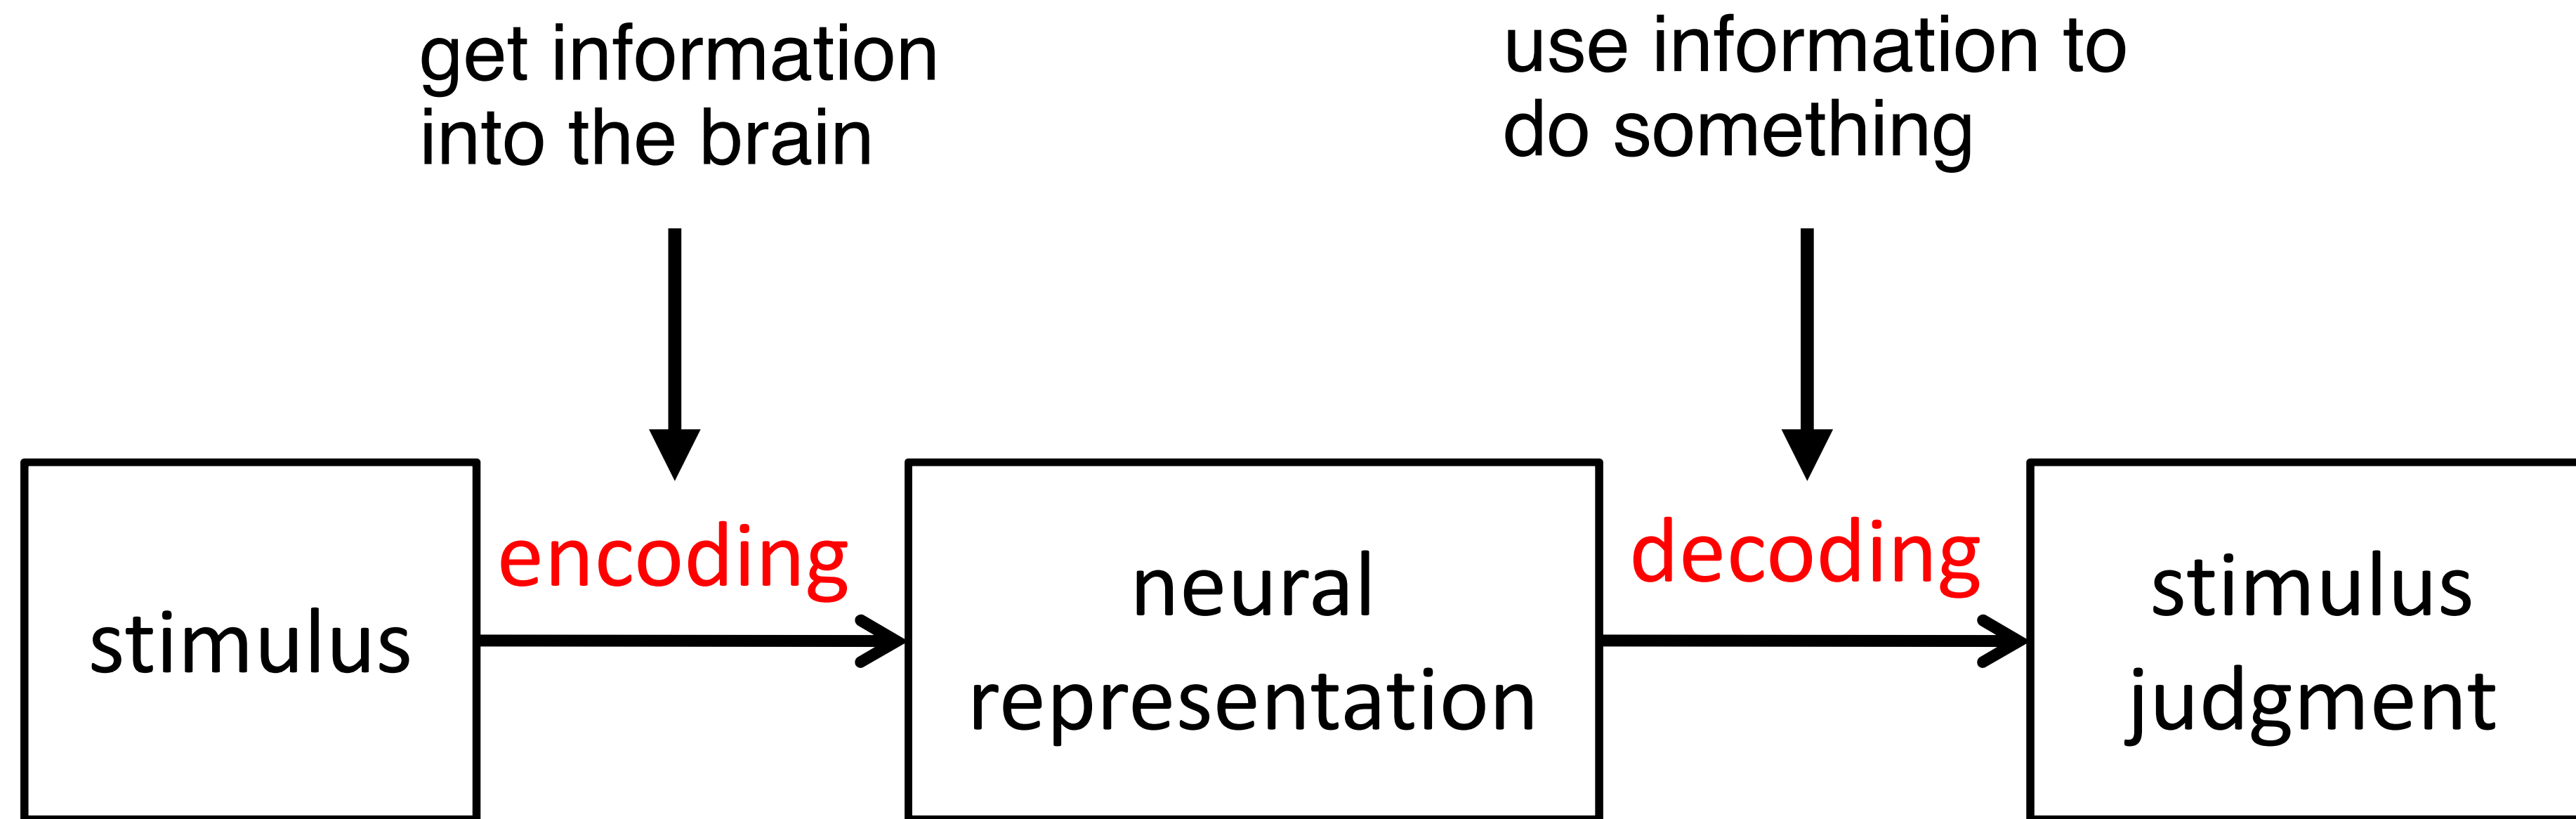 get information
into the brain
use information to
do something
stimulus
encoding
neural
representation
decoding
stimulus
judgment